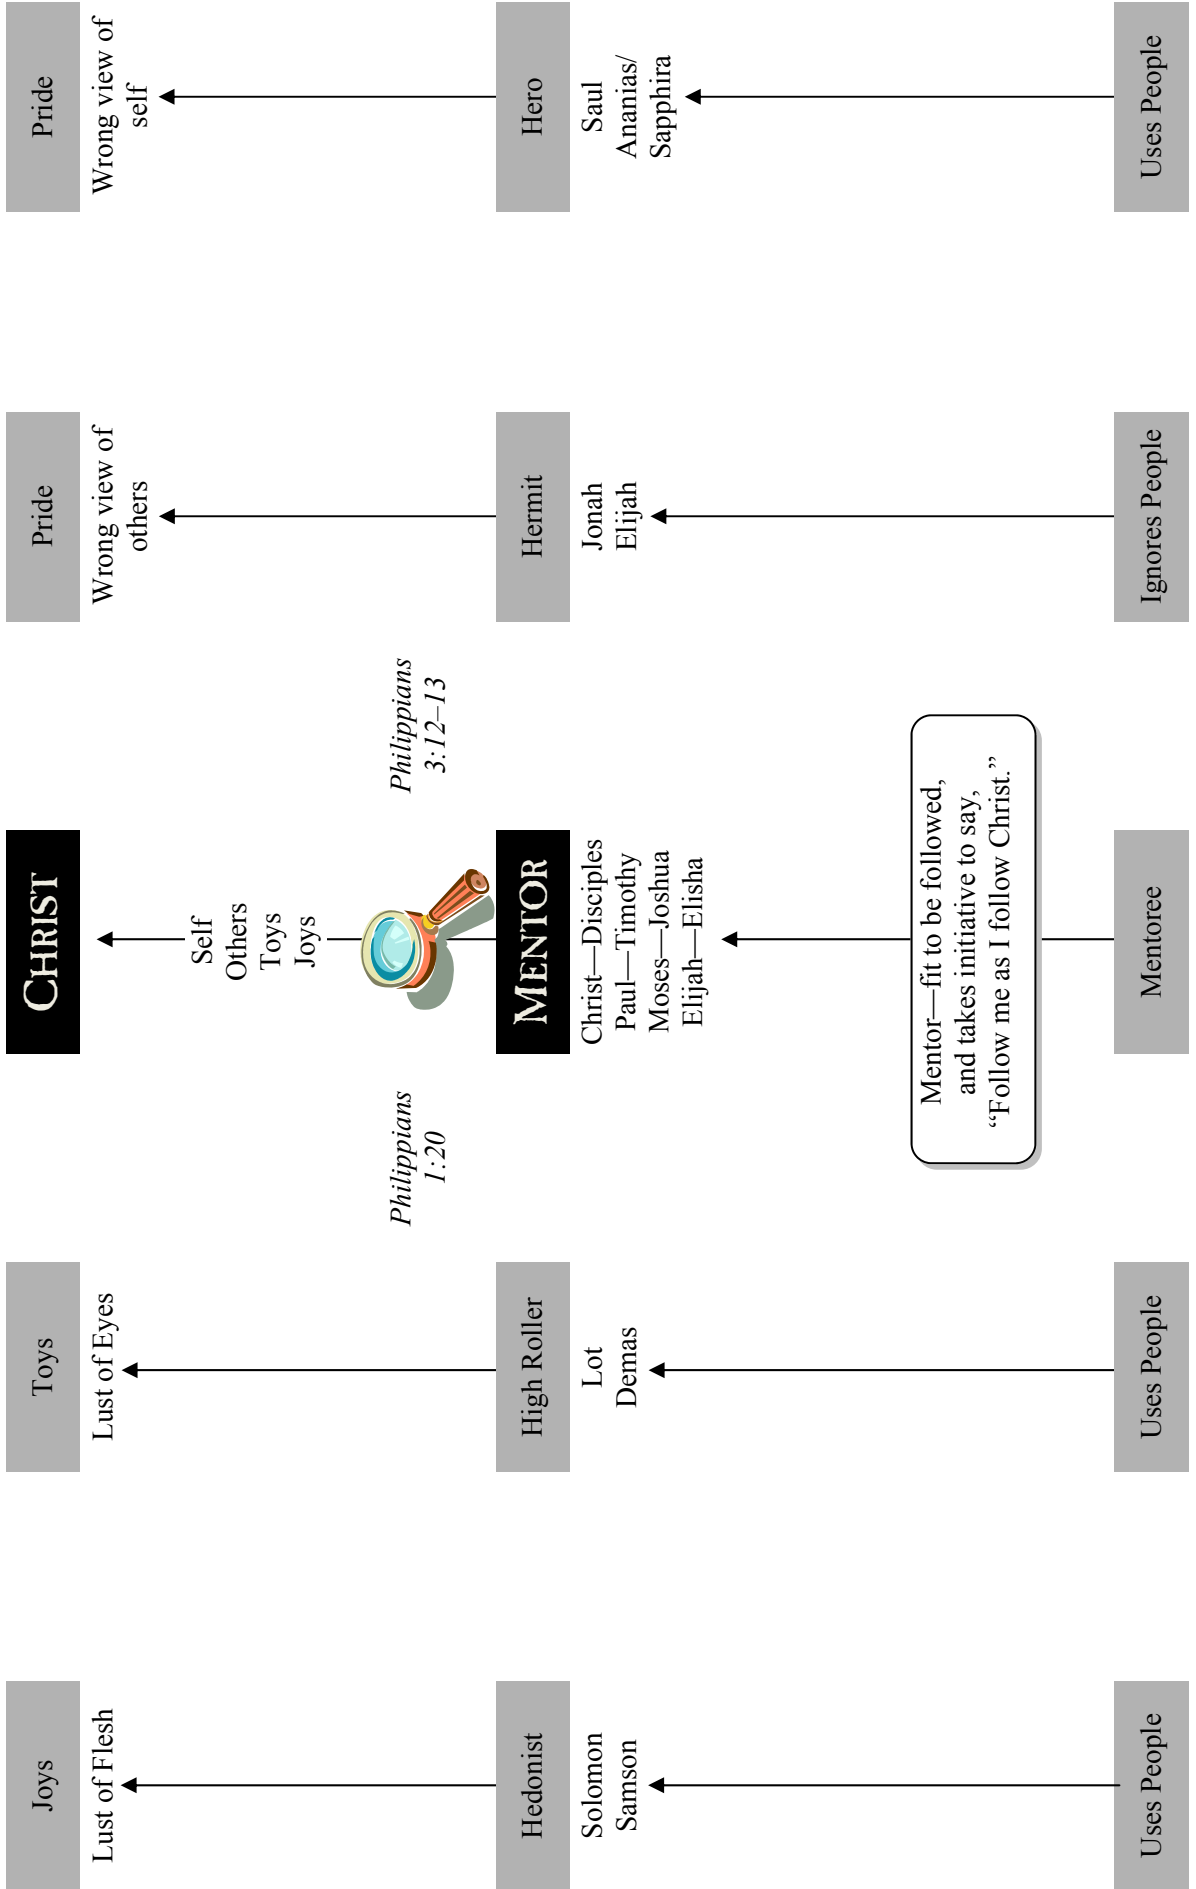 Joys
Lust of Flesh
Toys
Lust of Eyes
CHRIST
Self
Others
Toys
Joys
Pride
Wrong view of
others
Pride
Wrong view of
self
Philippians
1:20
Philippians
3:12–13
Hedonist
Solomon
Samson
High Roller
Lot
Demas
MENTOR
Christ—Disciples
Paul—Timothy
Moses—Joshua
Elijah—Elisha
Hermit
Jonah
Elijah
Hero
Saul
Ananias/
Sapphira
Mentor—fit to be followed,
and takes initiative to say,
“Follow me as I follow Christ.”
Uses People
Uses People
Mentoree
Ignores People
Uses People